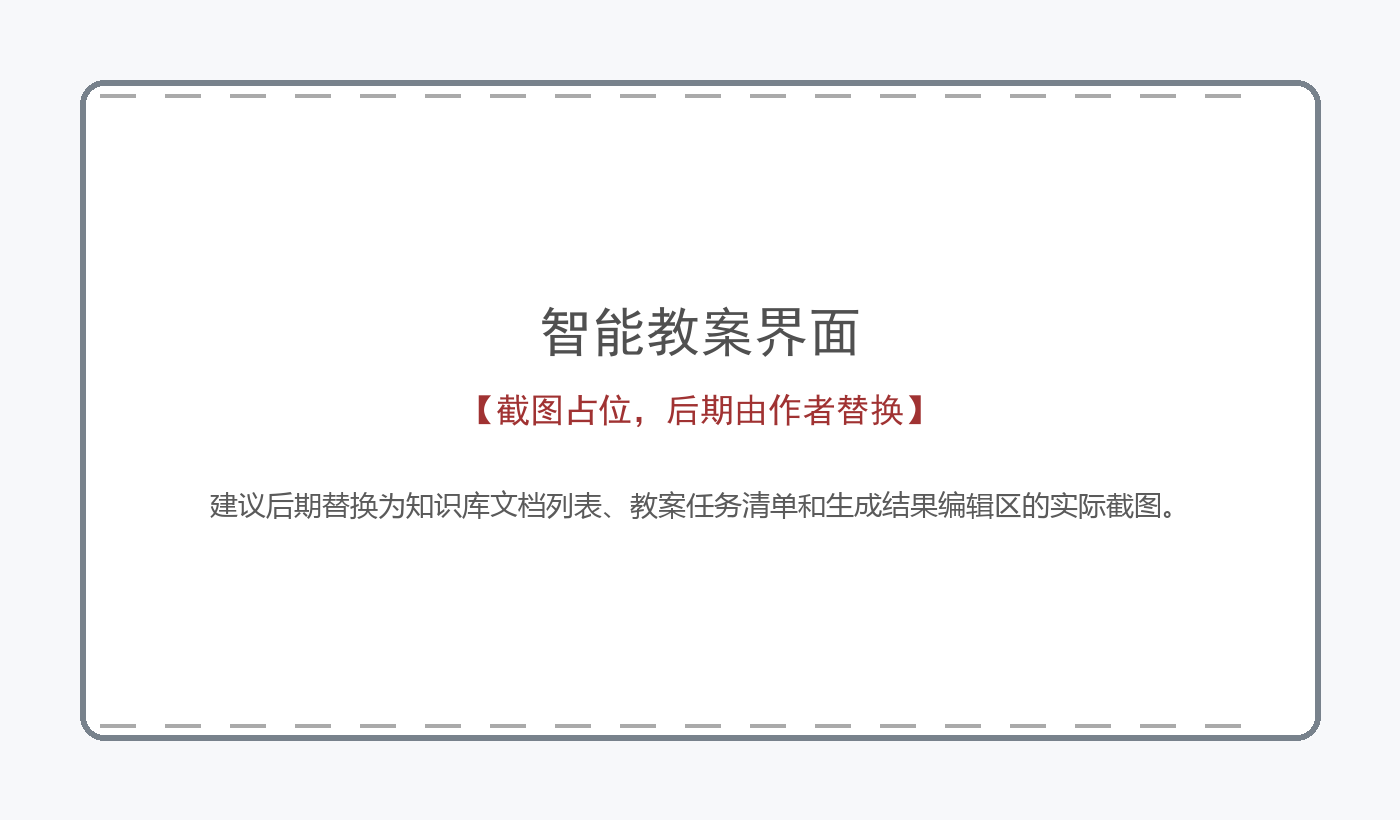 智能教案界面
【截图占位，后期由作者替换】
建议后期替换为知识库文档列表、教案任务清单和生成结果编辑区的实际截图。